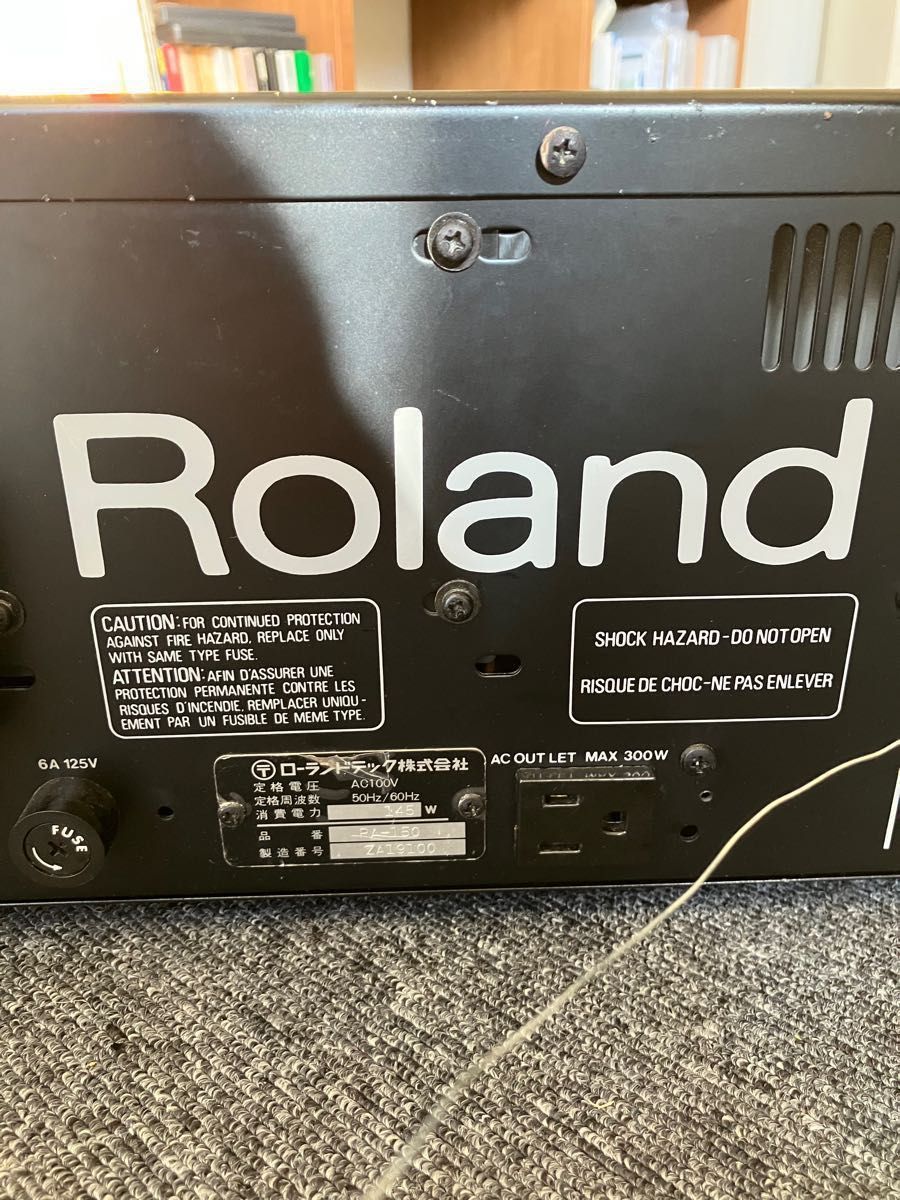 Roland
CAUTION: FOR CONTINUED PROTECTION
AGAINST FIRE HAZARD, REPLACE ONLY
WITH SAME TYPE FUSE.
ATTENTION: AFIN D'ASSURER UNE
PROTECTION PERMANENTE CONTRE LES
RISQUES D'INCENDIE, REMPLACER UNIQU-
EMENT PAR UN FUSIBLE DE MEME TYPE.
SHOCK HAZARD-DO NOT OPEN
RISQUE DE CHOC-NE PAS ENLEVER
6A 125V
FUSE
〒 ローランドテック株式会社
定格電圧 AC100V
定格周波数 50Hz/60Hz
消費電力 145 W
品番 PA-150
製造番号 ZA19100
AC OUT LET MAX 300W